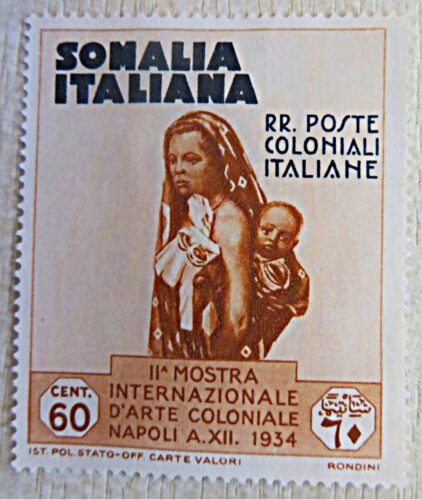 SOMALIA
ITALIANA
RR. POSTE
COLONIALI
ITALIANE
IIᴬ MOSTRA
INTERNAZIONALE
D'ARTE COLONIALE
NAPOLI A.XII. 1934
CENT.
60
٦٠
IST. POL. STATO-OFF. CARTE VALORI
RONDINI